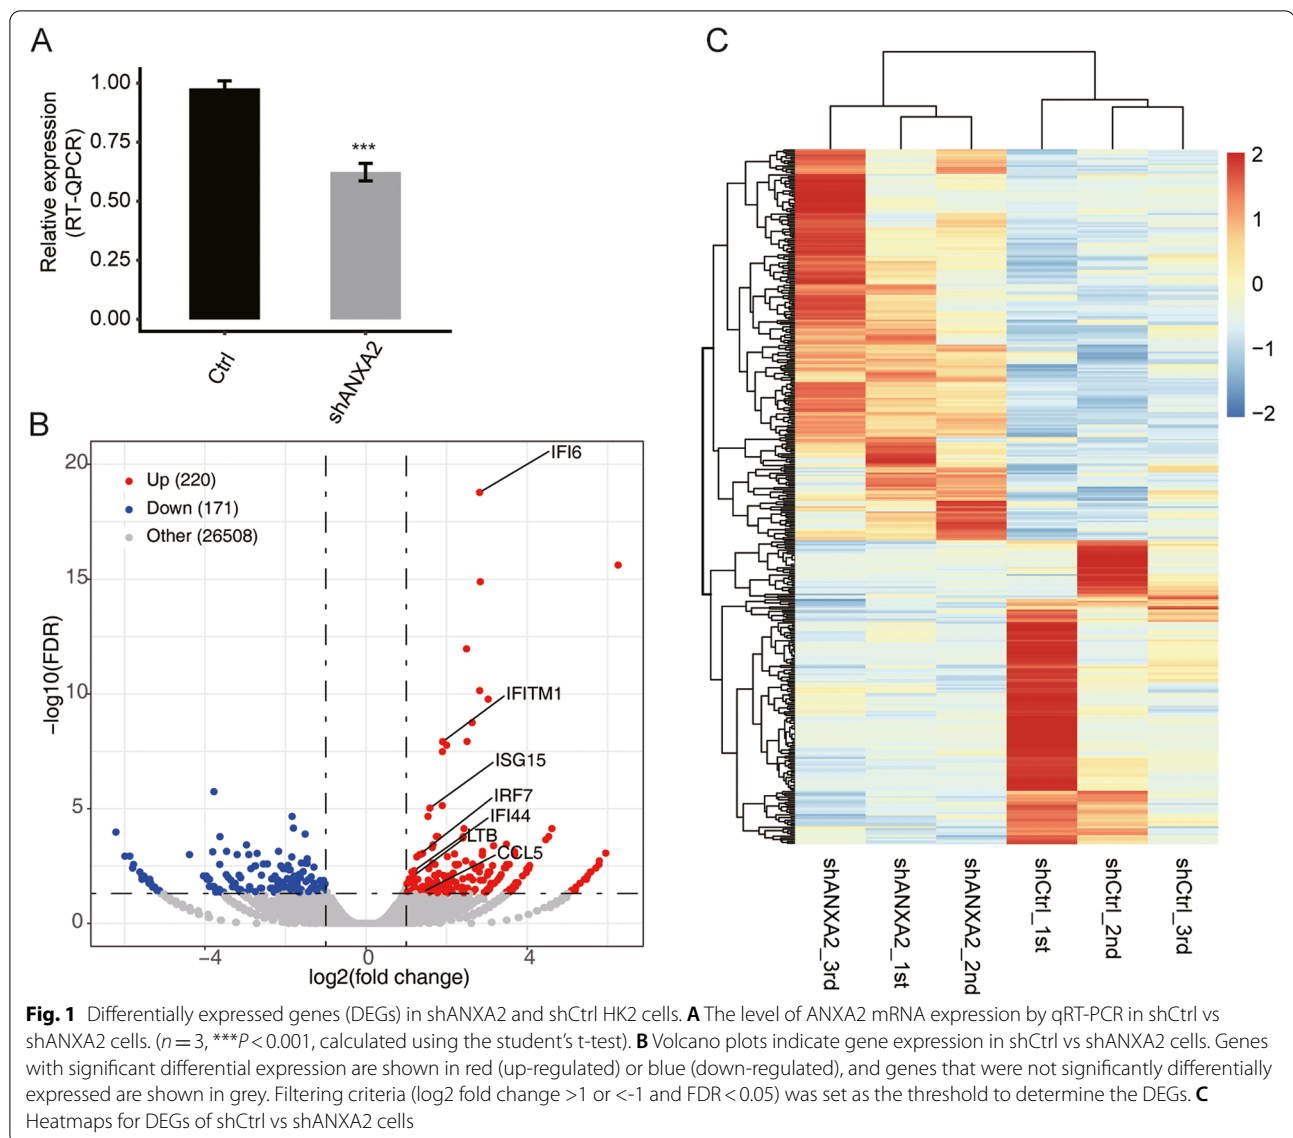 A
Relative expression
(RT-QPCR)
1.00
0.75
0.50
0.25
0.00
***
Ctrl
shANXA2
B
−log10(FDR)
20
15
10
5
0
Up (220)
Down (171)
Other (26508)
IFI6
IFITM1
ISG15
IRF7
IFI44
LTB
CCL5
−4
0
4
log2(fold change)
C
2
1
0
−1
−2
shANXA2_3rd
shANXA2_1st
shANXA2_2nd
shCtrl_1st
shCtrl_2nd
shCtrl_3rd
Fig. 1 Differentially expressed genes (DEGs) in shANXA2 and shCtrl HK2 cells. A The level of ANXA2 mRNA expression by qRT-PCR in shCtrl vs
shANXA2 cells. (n = 3, ***P < 0.001, calculated using the student’s t-test). B Volcano plots indicate gene expression in shCtrl vs shANXA2 cells. Genes
with significant differential expression are shown in red (up-regulated) or blue (down-regulated), and genes that were not significantly differentially
expressed are shown in grey. Filtering criteria (log2 fold change >1 or <-1 and FDR < 0.05) was set as the threshold to determine the DEGs. C
Heatmaps for DEGs of shCtrl vs shANXA2 cells